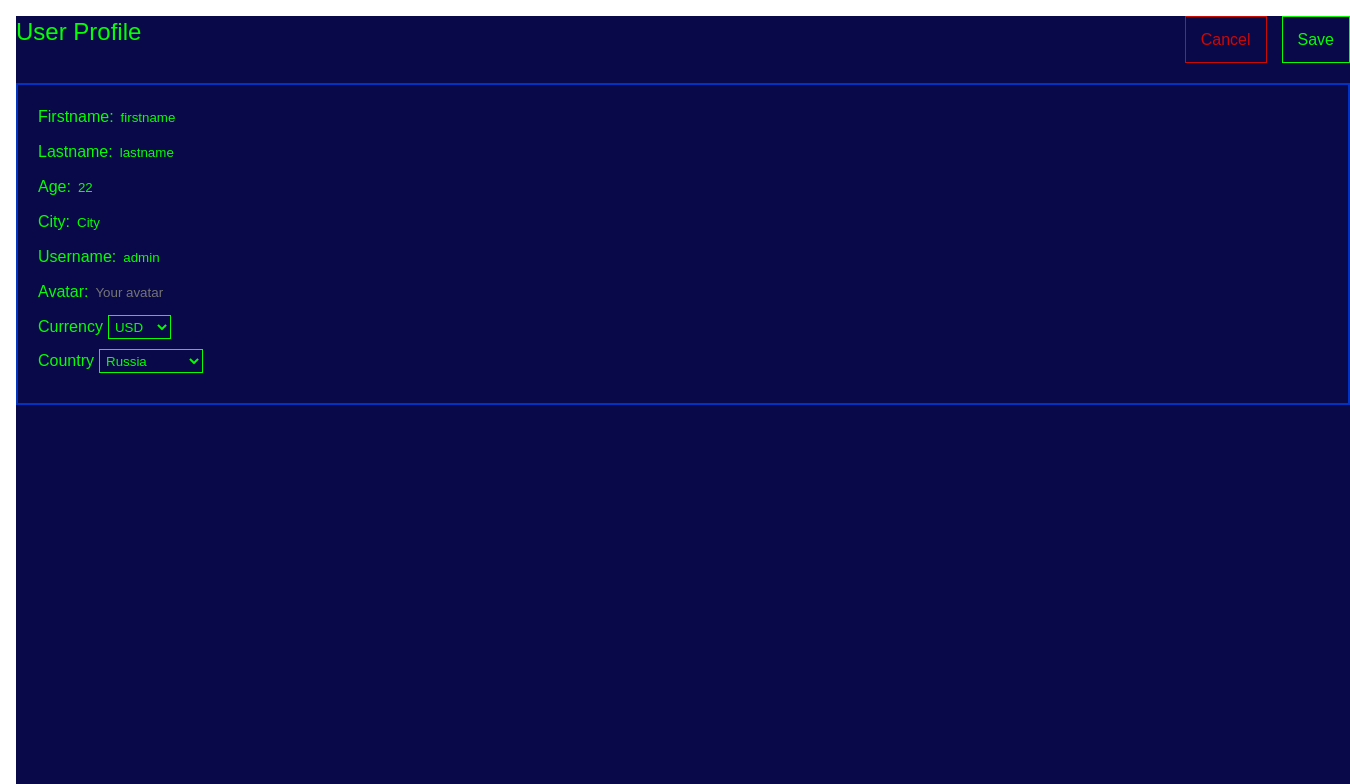 User Profile
Cancel
Save
Firstname: firstname
Lastname: lastname
Age: 22
City: City
Username: admin
Avatar: Your avatar
Currency USD
Country Russia